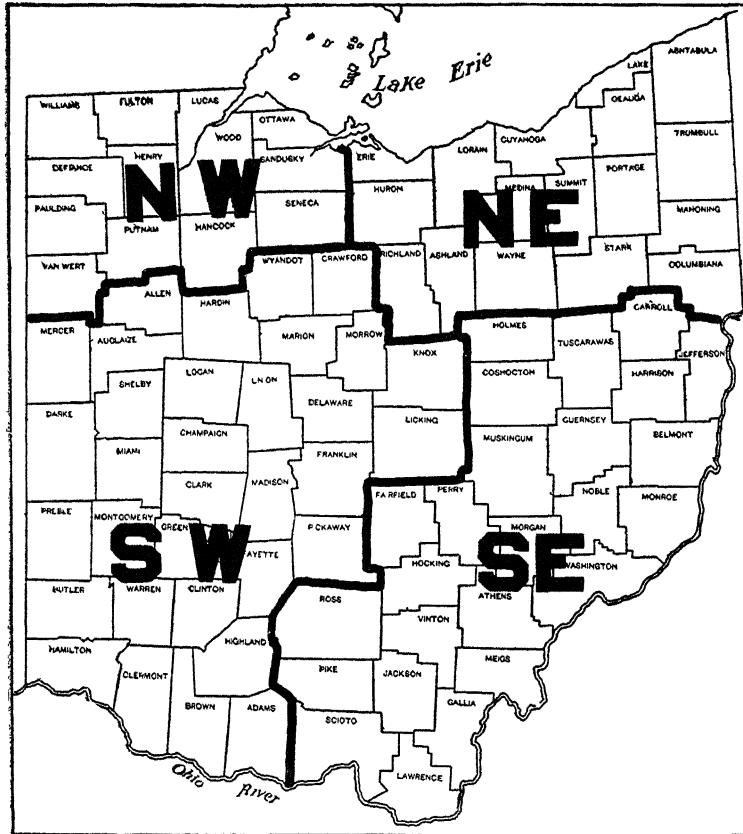 Lake Erie
ASHTABULA
LAKE
GEAUGA
WILLIAMS
FULTON
LUCAS
OTTAWA
WOOD
CUYAHOGA
TRUMBULL
LORAIN
DEFIANCE
HENRY
SANDUSKY
ERIE
PORTAGE
HURON
MEDINA
SUMMIT
NW
NE
PAULDING
SENECA
MAHONING
PUTNAM
HANCOCK
RICHLAND
ASHLAND
WAYNE
STARK
VAN WERT
WYANDOT
CRAWFORD
COLUMBIANA
ALLEN
HARDIN
CARROLL
MERCER
AUGLAIZE
MARION
MORROW
HOLMES
TUSCARAWAS
JEFFERSON
KNOX
LOGAN
UNION
COSHOCTON
HARRISON
SHELBY
DELAWARE
DARKE
LICKING
GUERNSEY
CHAMPAIGN
MUSKINGUM
BELMONT
MIAMI
FRANKLIN
CLARK
MADISON
FAIRFIELD
PERRY
NOBLE
MONROE
PREBLE
MONTGOMERY
GREEN
PICKAWAY
MORGAN
SW
SE
FAYETTE
HOCKING
WASHINGTON
BUTLER
WARREN
CLINTON
ROSS
ATHENS
VINTON
HIGHLAND
HAMILTON
MEIGS
CLERMONT
PIKE
JACKSON
GALLIA
BROWN
ADAMS
SCIOTO
Ohio River
LAWRENCE